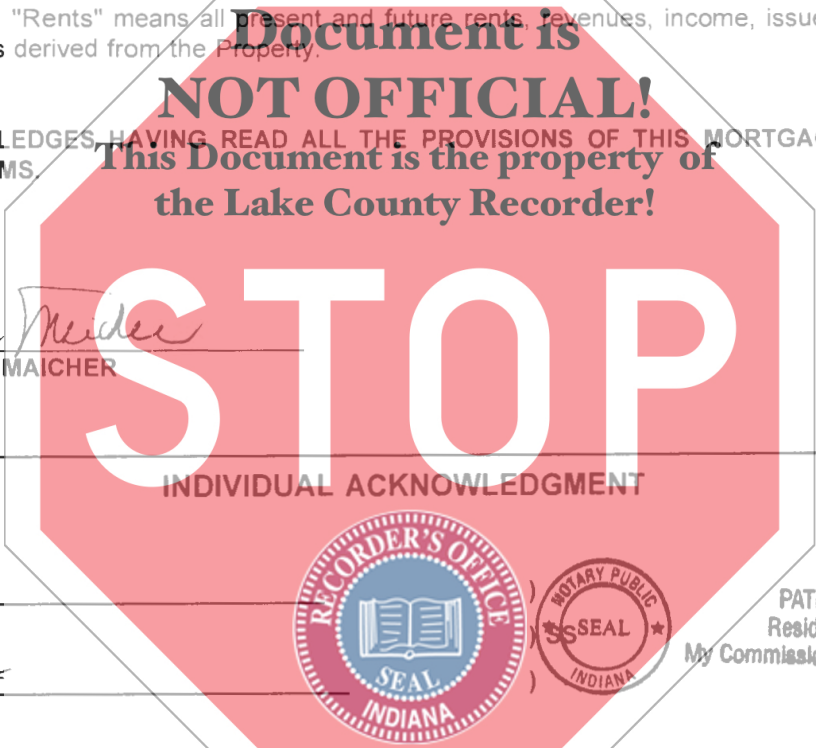 "Rents" means all present and future rents, revenues, income, issue
s derived from the Property.
Document is
NOT OFFICIAL!
LEDGES HAVING READ ALL THE PROVISIONS OF THIS MORTGAG
MS.
This Document is the property of
the Lake County Recorder!
STOP
Maicher
MAICHER
INDIVIDUAL ACKNOWLEDGMENT
RECORDER'S OFFICE
SEAL
INDIANA
)
) SS
)
NOTARY PUBLIC
SEAL
INDIANA
PAT
Resid
My Commissi